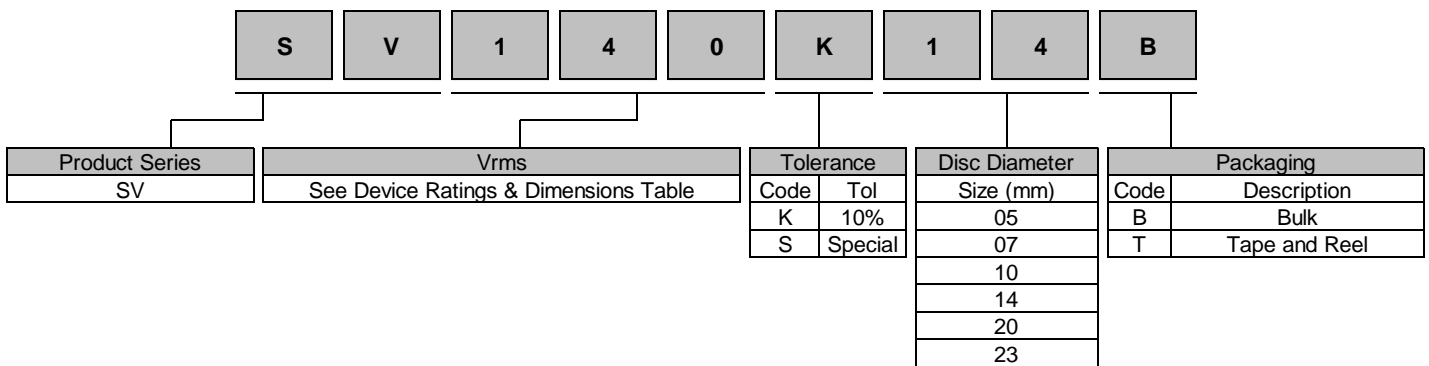 S V 1 4 0 K 1 4 B
Product Series Vrms Tolerance Disc Diameter Packaging
SV See Device Ratings & Dimensions Table Code Tol Size (mm) Code Description
K 10% 05 B Bulk
S Special 07 T Tape and Reel
10
14
20
23